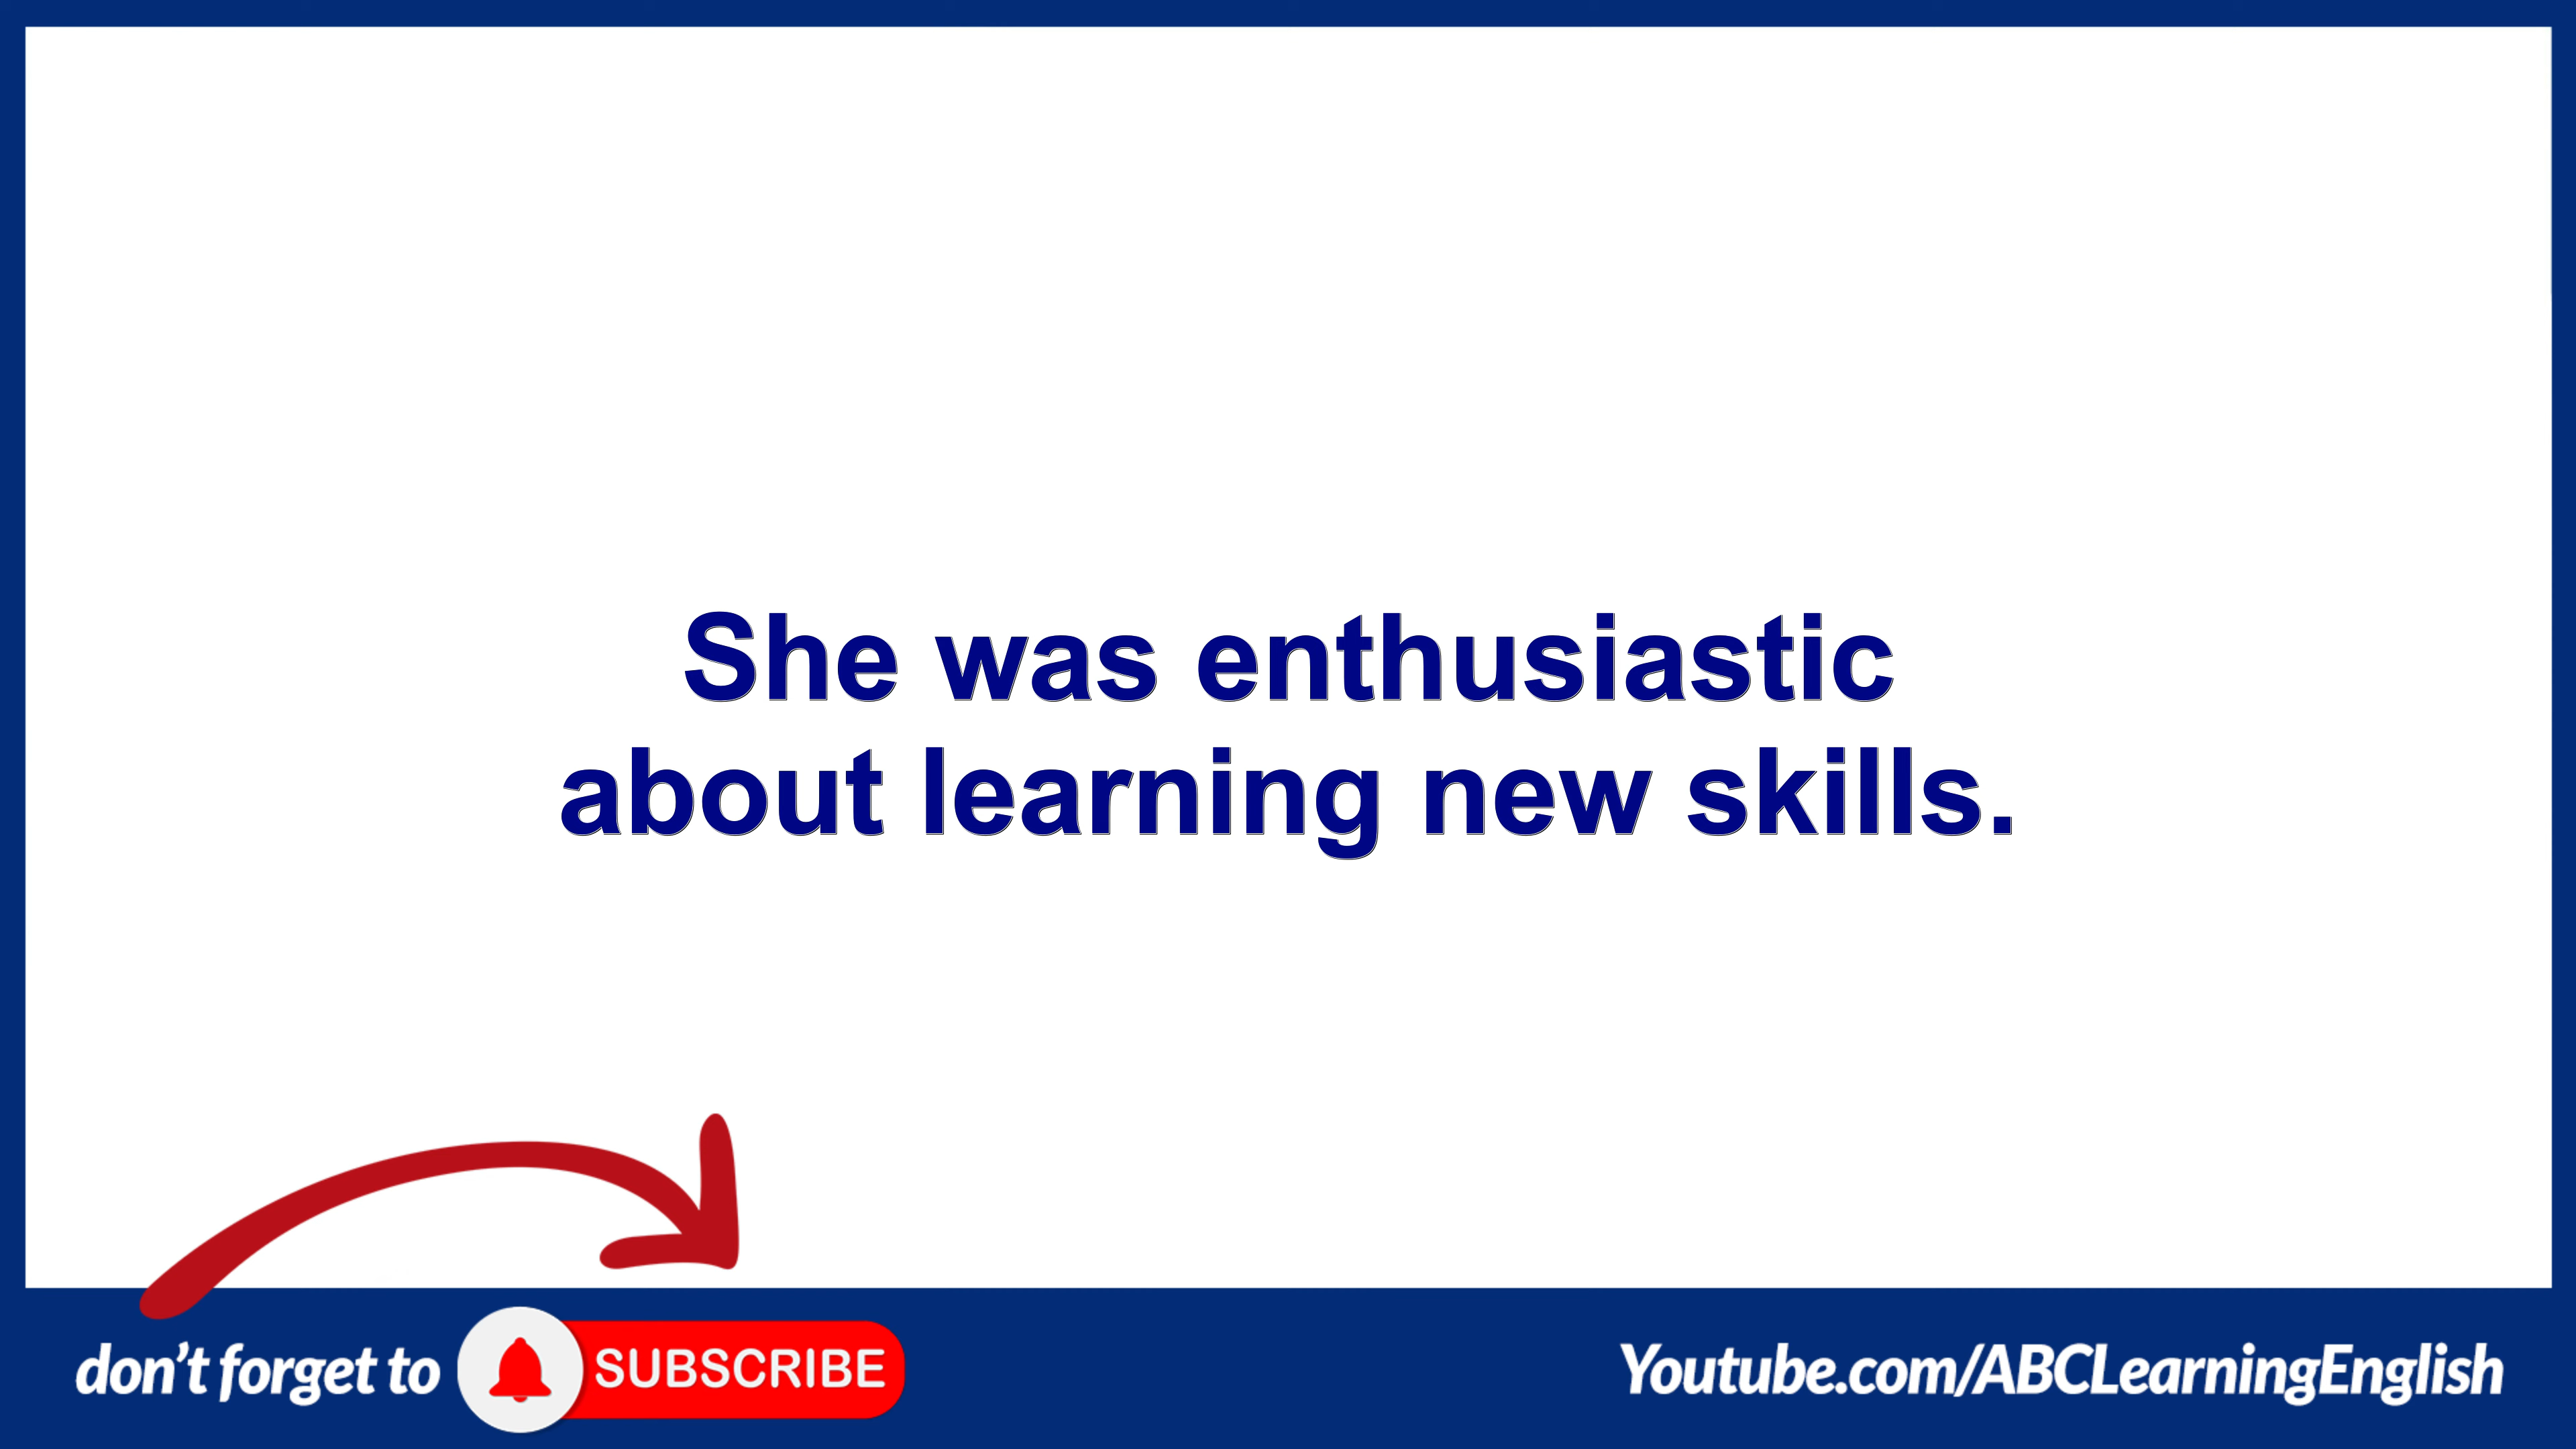 She was enthusiastic
about learning new skills.
don't forget to SUBSCRIBE
Youtube.com/ABCLearningEnglish